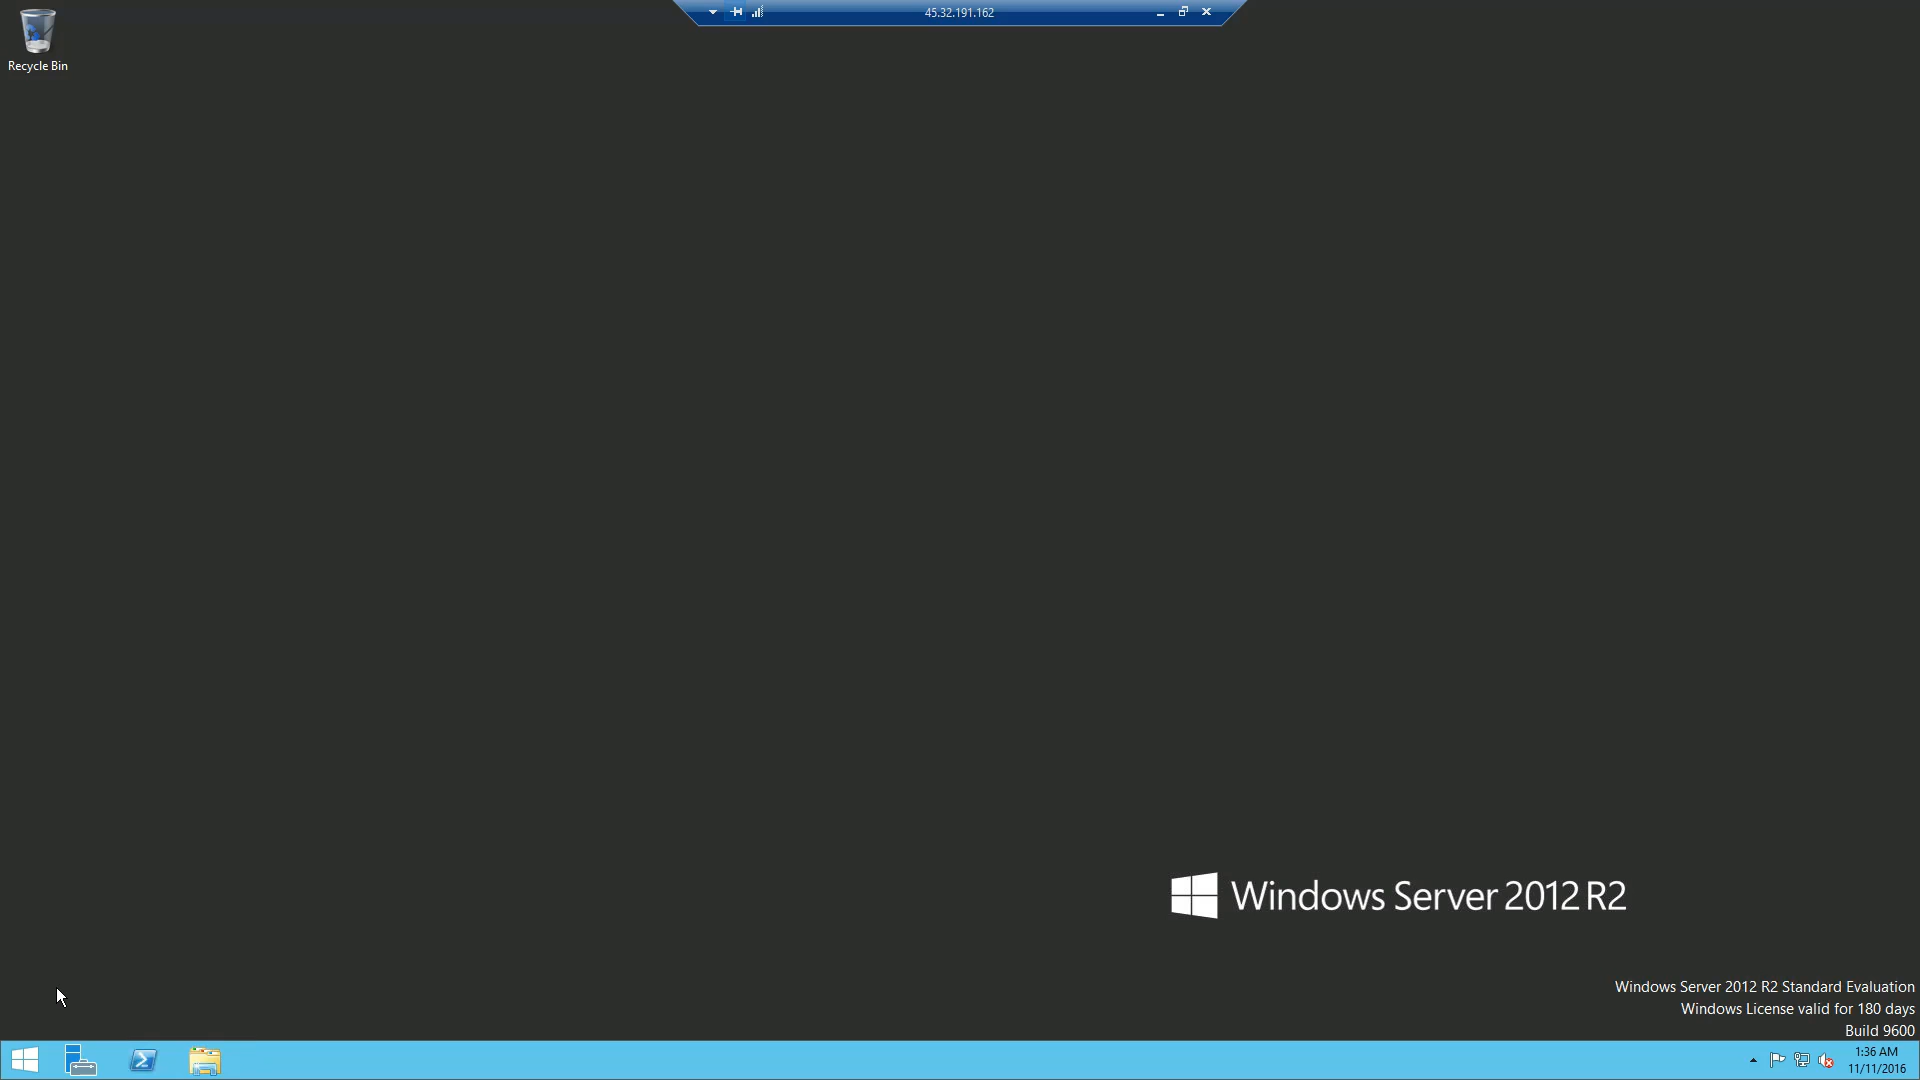 45.32.191.162
Recycle Bin
Windows Server 2012 R2
Windows Server 2012 R2 Standard Evaluation
Windows License valid for 180 days
Build 9600
1:36 AM
11/11/2016